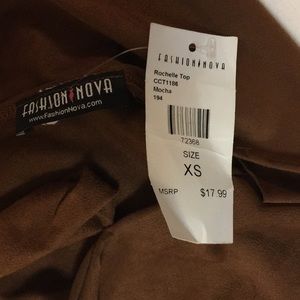 FASHION NOVA
www.FashionNova.com
FASHION NOVA
Rochelle Top
CCT1186
Mocha
194
72368
SIZE
XS
MSRP $17.99